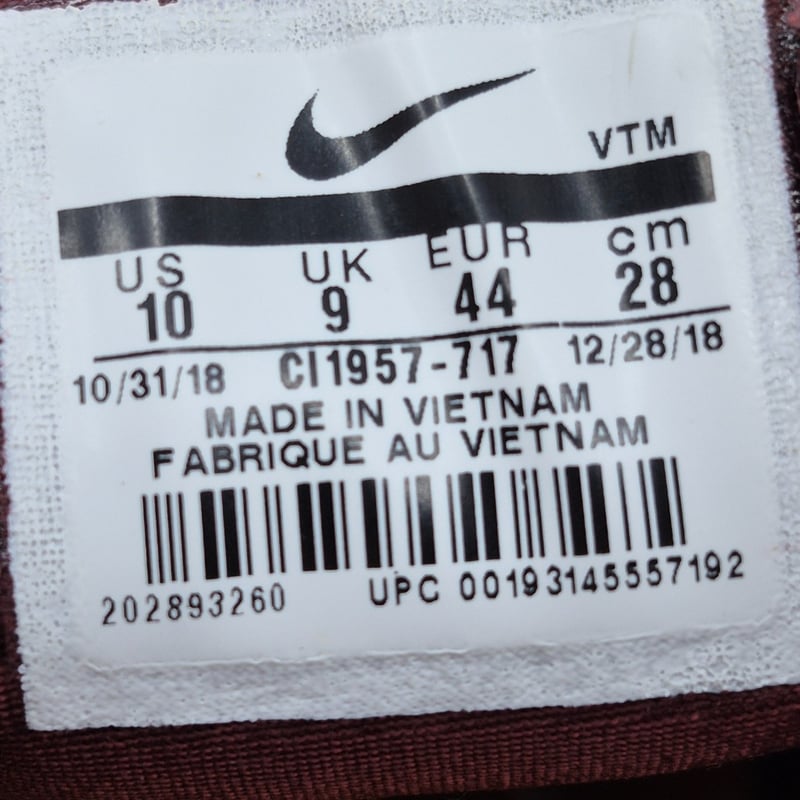 VTM
US UK EUR cm
10 9 44 28
10/31/18 CI1957-717 12/28/18
MADE IN VIETNAM
FABRIQUE AU VIETNAM
202893260 UPC 00193145557192